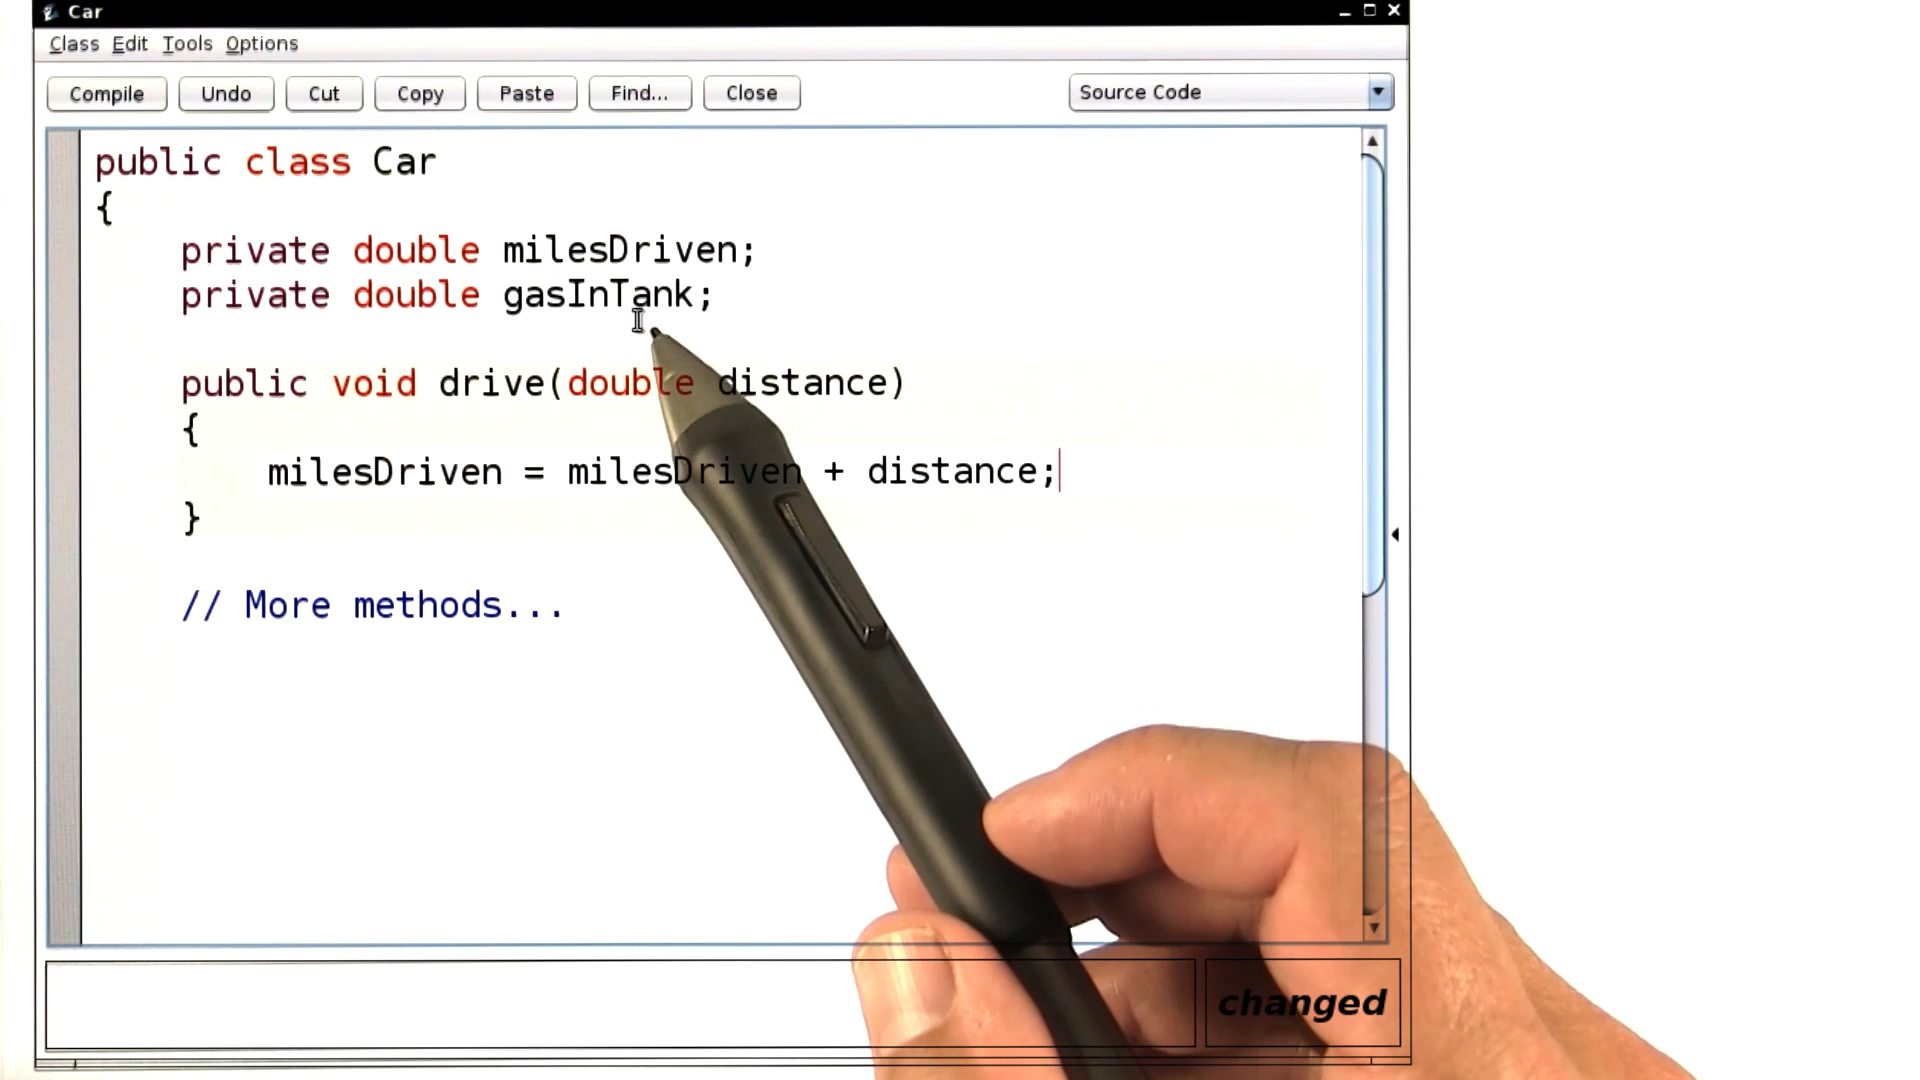 Car
Class Edit Tools Options
Compile Undo Cut Copy Paste Find... Close Source Code
public class Car
{
private double milesDriven;
private double gasInTank;
public void drive(double distance)
{
milesDriven = milesDriven + distance;
}
// More methods...
changed